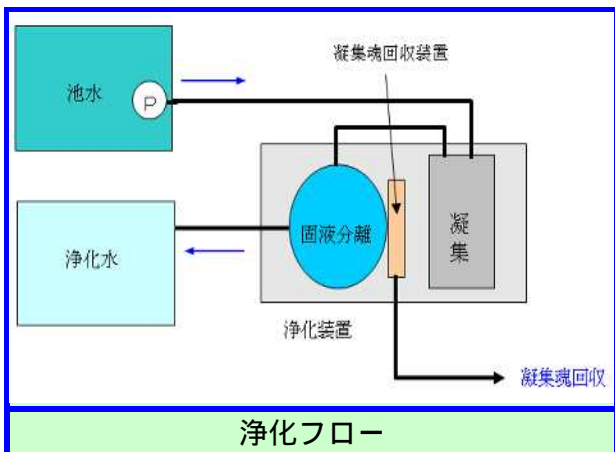 凝集魂回収装置
池水
P
固液分離
凝
集
浄化水
浄化装置
凝集魂回収
浄化フロー